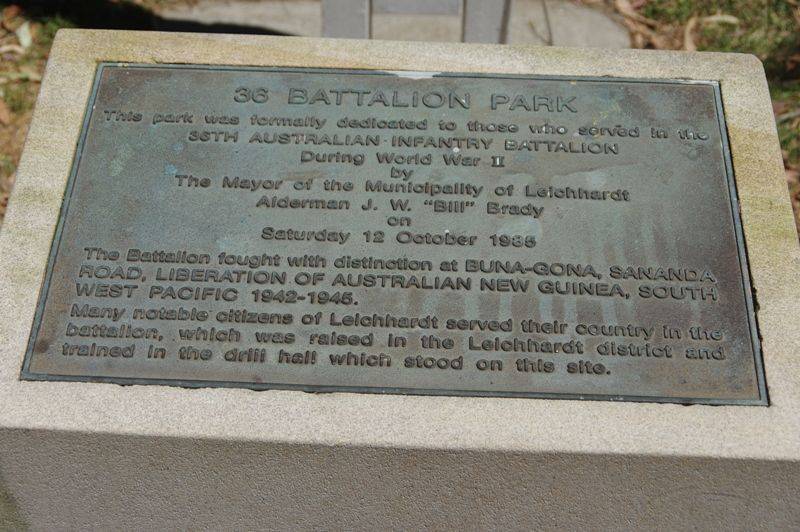 36 BATTALION PARK
This park was formally dedicated to those who served in the
36TH AUSTRALIAN INFANTRY BATTALION
During World War II
by
The Mayor of the Municipality of Leichhardt
Alderman J. W. "Bill" Brady
on
Saturday 12 October 1985
The Battalion fought with distinction at BUNA-GONA, SANANDA
ROAD, LIBERATION OF AUSTRALIAN NEW GUINEA, SOUTH
WEST PACIFIC 1942-1945.
Many notable citizens of Leichhardt served their country in the
battalion, which was raised in the Leichhardt district and
trained in the drill hall which stood on this site.